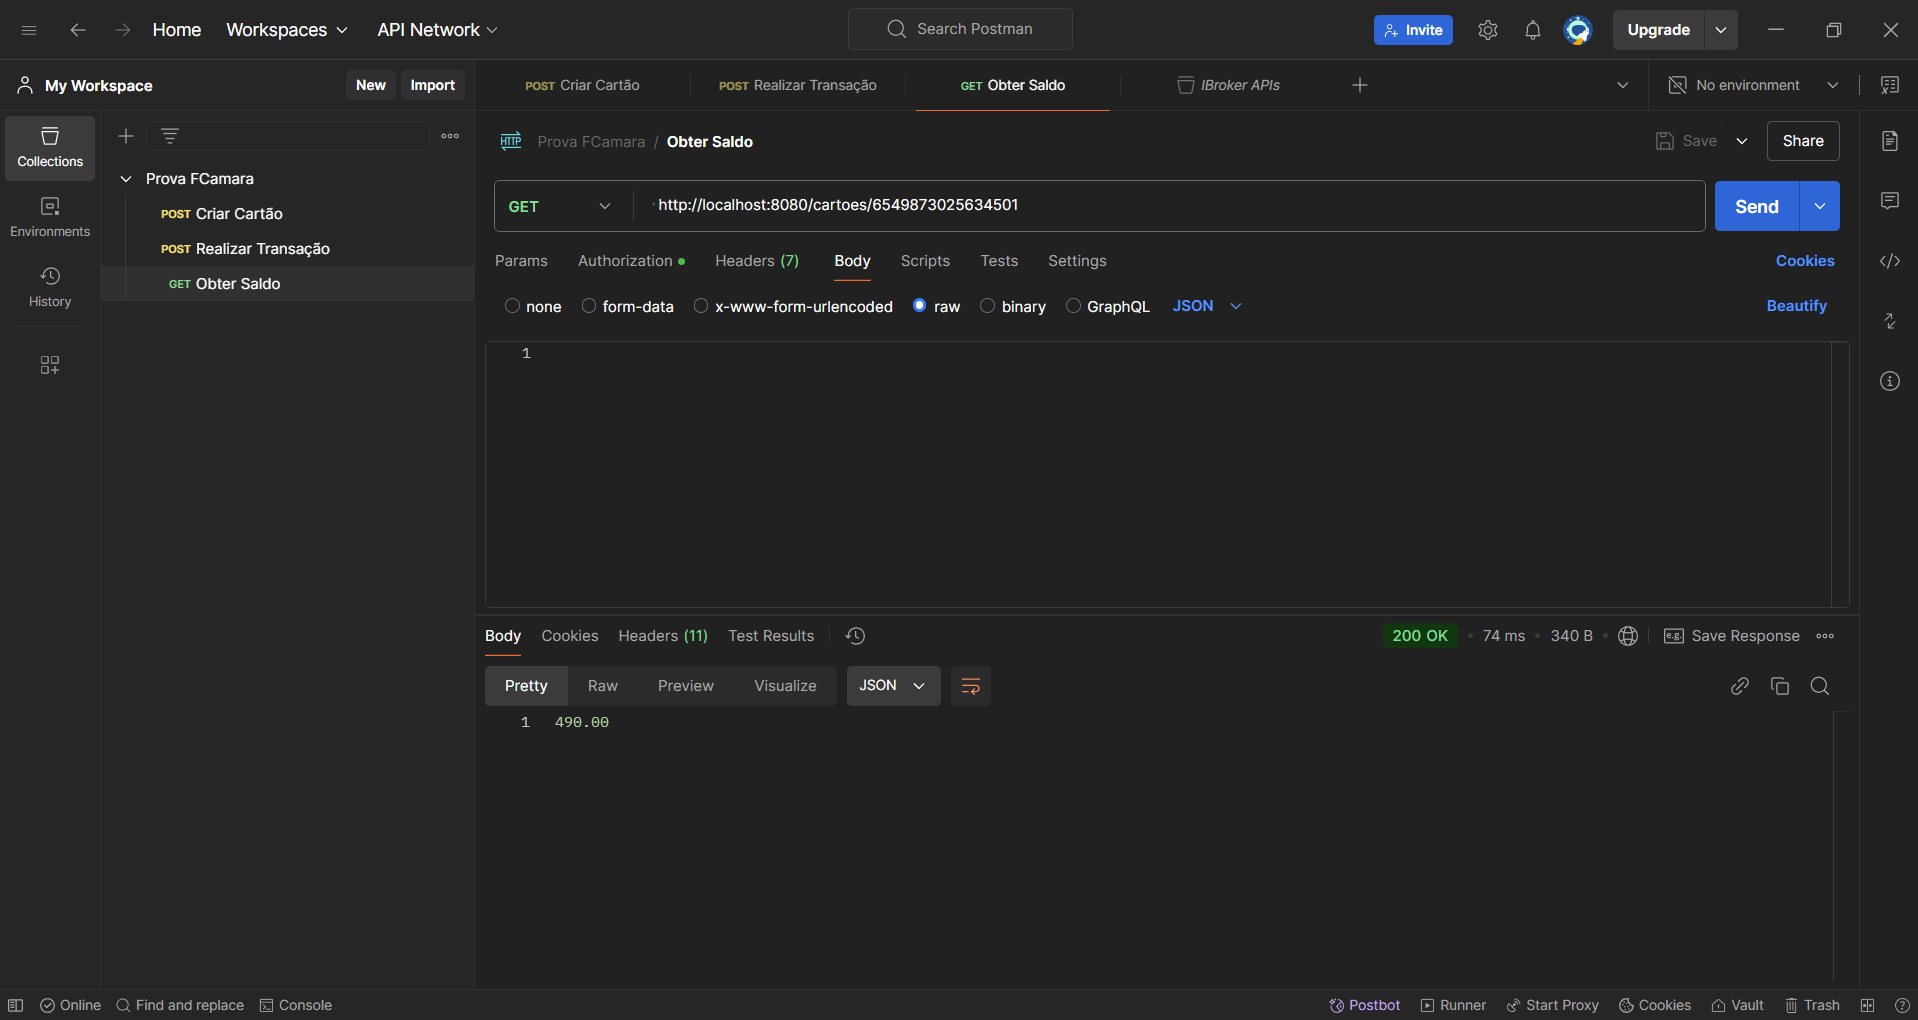 Home Workspaces API Network Search Postman Invite Upgrade
My Workspace New Import POST Criar Cartão POST Realizar Transação GET Obter Saldo IBroker APIs No environment
Collections
Environments
History
Prova FCamara
POST Criar Cartão
POST Realizar Transação
GET Obter Saldo
HTTP Prova FCamara / Obter Saldo Save Share
GET http://localhost:8080/cartoes/6549873025634501 Send
Params Authorization Headers (7) Body Scripts Tests Settings Cookies
none form-data x-www-form-urlencoded raw binary GraphQL JSON Beautify
1
Body Cookies Headers (11) Test Results 200 OK • 74 ms • 340 B • e.g. Save Response
Pretty Raw Preview Visualize JSON
1 490.00
Online Find and replace Console Postbot Runner Start Proxy Cookies Vault Trash